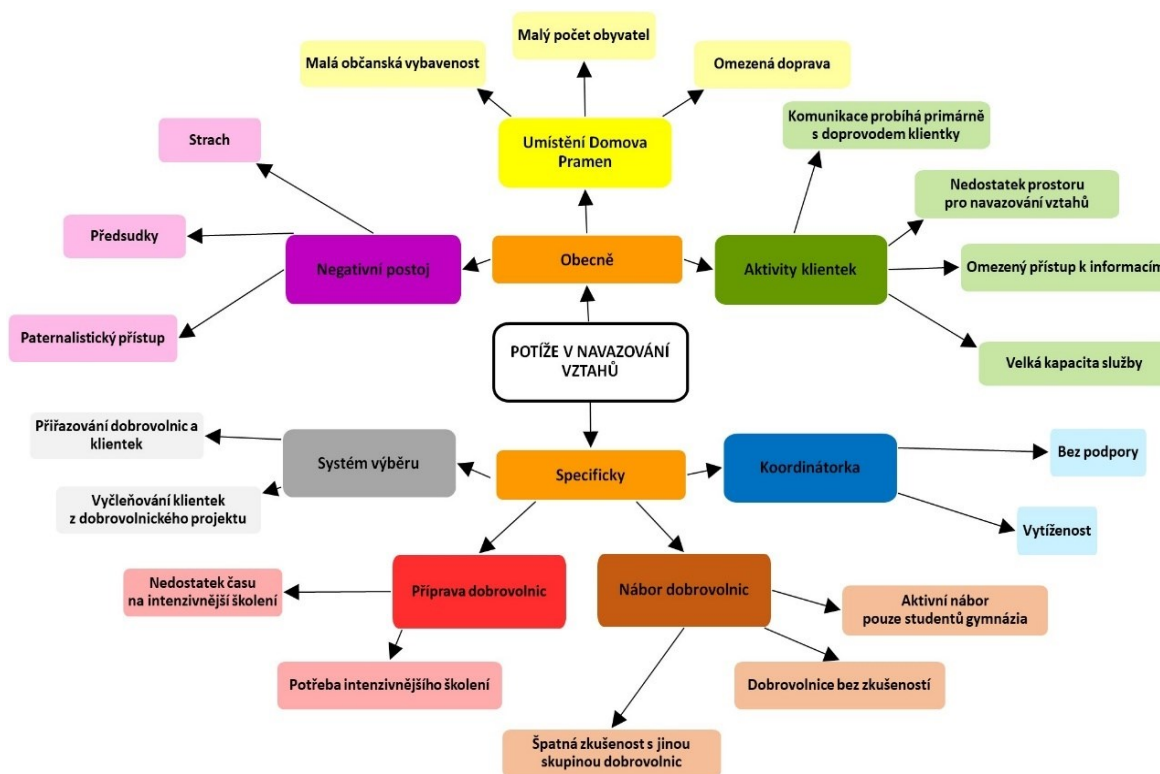 Malý počet obyvatel
Malá občanská vybavenost
Omezená doprava
Umístění Domova
Pramen
Komunikace probíhá primárně
s doprovodem klientky
Strach
Nedostatek prostoru
pro navazování vztahů
Předsudky
Negativní postoj
Obecně
Aktivity klientek
Omezený přístup k informacím
Paternalistický přístup
POTÍŽE V NAVAZOVÁNÍ
VZTAHŮ
Velká kapacita služby
Přiřazování dobrovolnic a
klientek
Systém výběru
Specificky
Koordinátorka
Bez podpory
Vyčleňování klientek
z dobrovolnického projektu
Vytíženost
Nedostatek času
na intenzivnější školení
Příprava dobrovolnic
Nábor dobrovolnic
Aktivní nábor
pouze studentů gymnázia
Potřeba intenzivnějšího školení
Dobrovolnice bez zkušeností
Špatná zkušenost s jinou
skupinou dobrovolnic